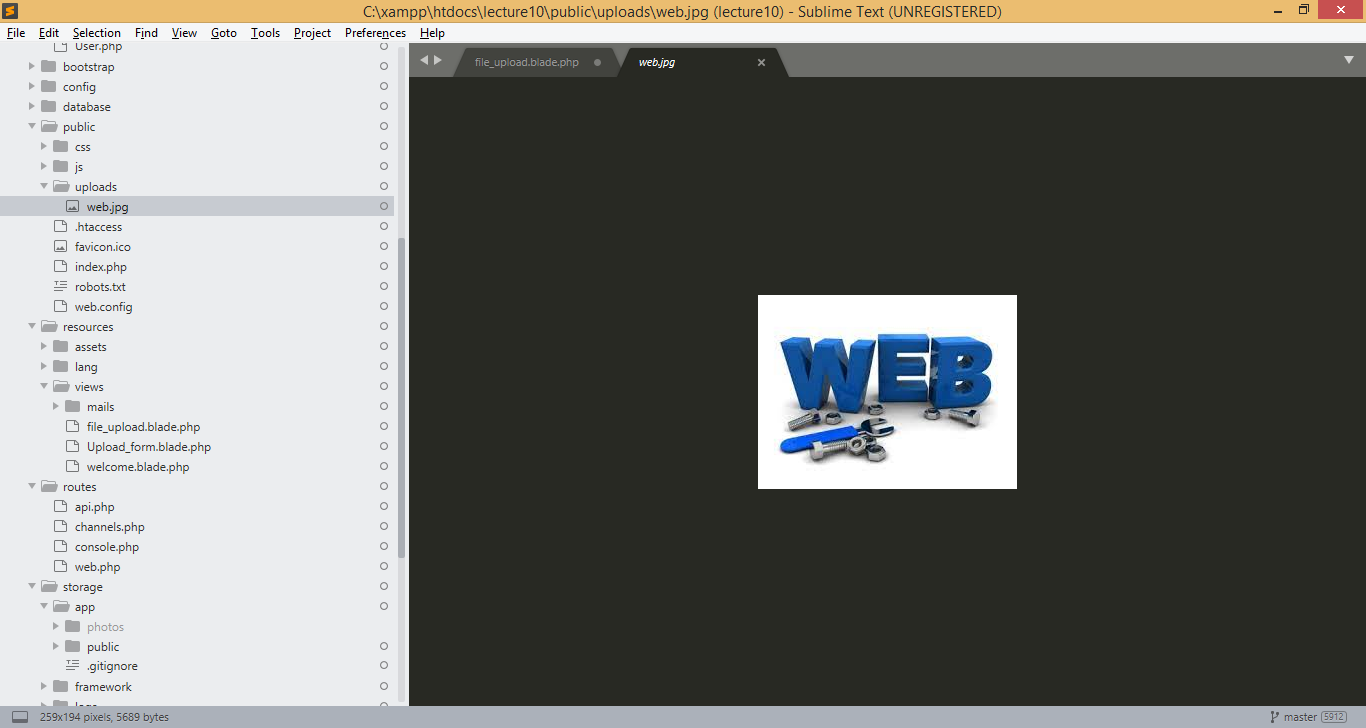 C:\xampp\htdocs\lecture10\public\uploads\web.jpg (lecture10) - Sublime Text (UNREGISTERED)
File Edit Selection Find View Goto Tools Project Preferences Help
User.php
bootstrap
config
database
public
css
js
uploads
web.jpg
.htaccess
favicon.ico
index.php
robots.txt
web.config
resources
assets
lang
views
mails
file_upload.blade.php
Upload_form.blade.php
welcome.blade.php
routes
api.php
channels.php
console.php
web.php
storage
app
photos
public
.gitignore
framework
logs
file_upload.blade.php web.jpg
WEB
259x194 pixels, 5689 bytes master 5912